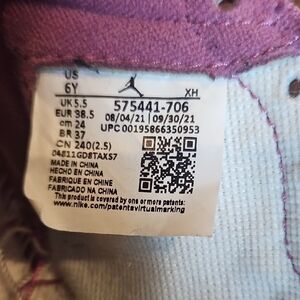 US
6Y XH
UK 5.5 575441-706
EUR 38.5 08/04/21 09/30/21
cm 24 UPC 00195866350953
BR 37
CN 240(2.5)
04811GD8TAXS7
MADE IN CHINA
HECHO EN CHINA
FABRIQUE EN CHINE
FABRICADO NA CHINA
This product is covered by one or more patents:
www.nike.com/patentsvirtualmarking